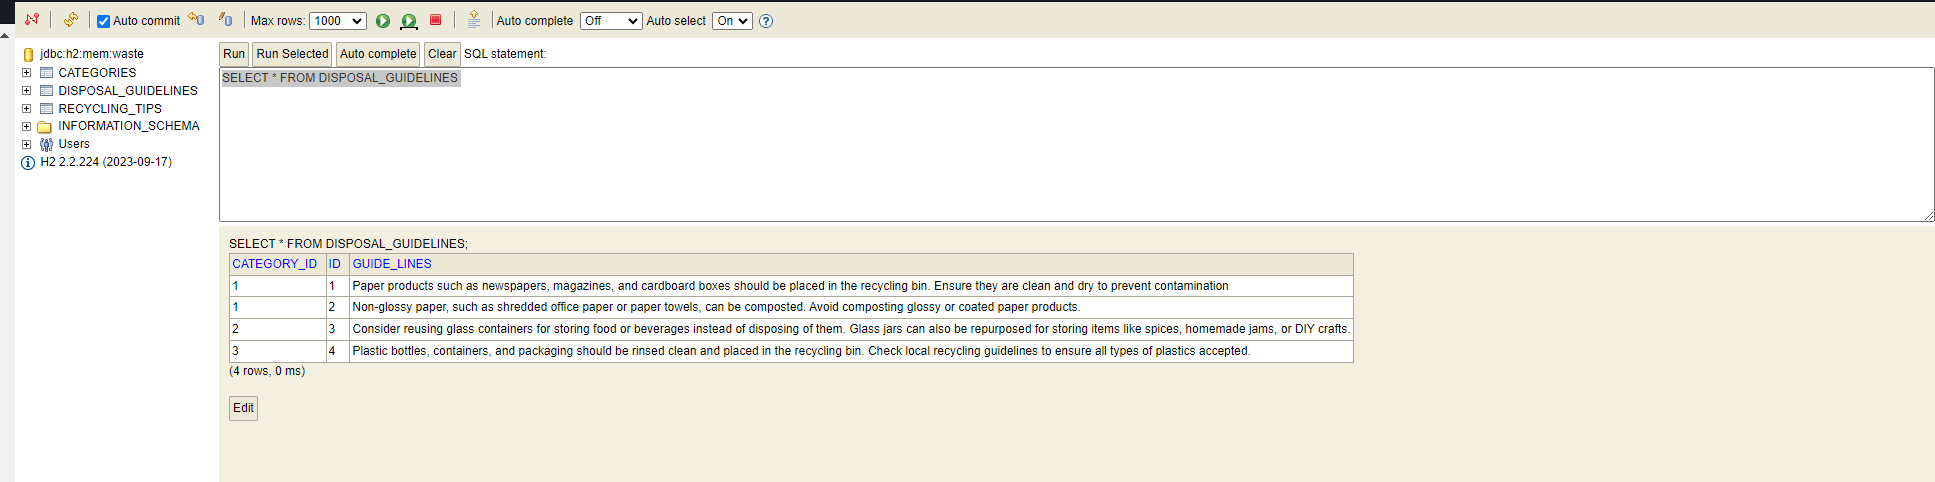 Auto commit Max rows: 1000 Auto complete Off Auto select On ?
jdbc:h2:mem:waste
CATEGORIES
DISPOSAL_GUIDELINES
RECYCLING_TIPS
INFORMATION_SCHEMA
Users
H2 2.2.224 (2023-09-17)
Run Run Selected Auto complete Clear SQL statement:
SELECT * FROM DISPOSAL_GUIDELINES
SELECT * FROM DISPOSAL_GUIDELINES;
CATEGORY_ID ID GUIDE_LINES
1 1 Paper products such as newspapers, magazines, and cardboard boxes should be placed in the recycling bin. Ensure they are clean and dry to prevent contamination
1 2 Non-glossy paper, such as shredded office paper or paper towels, can be composted. Avoid composting glossy or coated paper products.
2 3 Consider reusing glass containers for storing food or beverages instead of disposing of them. Glass jars can also be repurposed for storing items like spices, homemade jams, or DIY crafts.
3 4 Plastic bottles, containers, and packaging should be rinsed clean and placed in the recycling bin. Check local recycling guidelines to ensure all types of plastics accepted.
(4 rows, 0 ms)
Edit